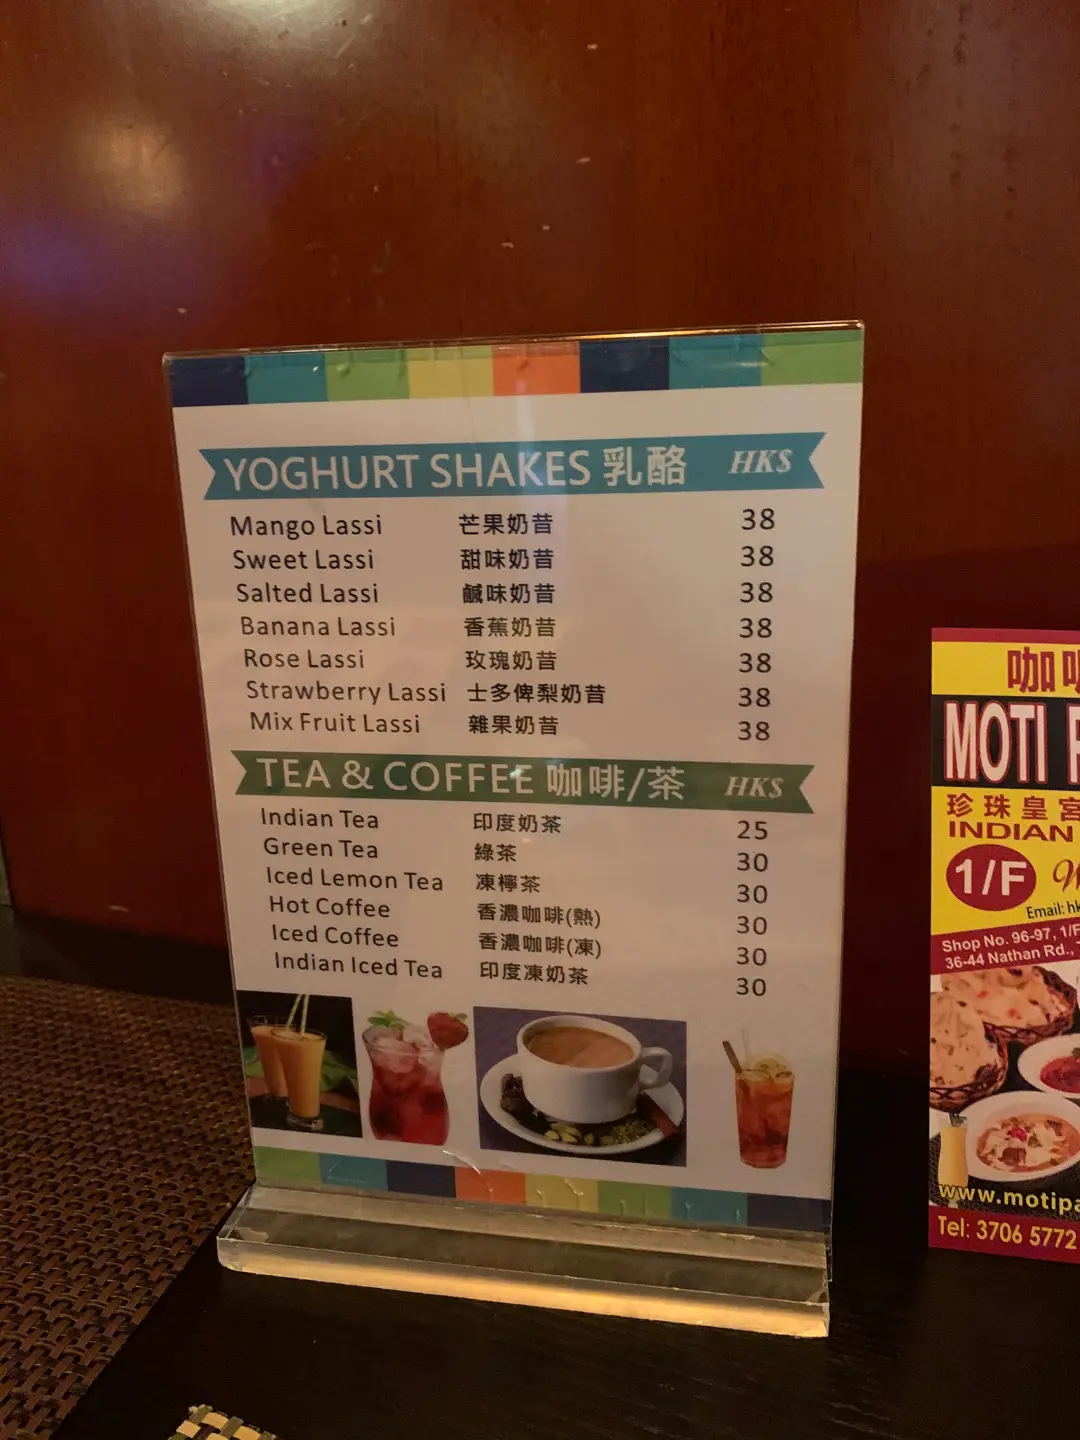 YOGHURT SHAKES 乳酪 HK$
Mango Lassi 芒果奶昔 38
Sweet Lassi 甜味奶昔 38
Salted Lassi 鹹味奶昔 38
Banana Lassi 香蕉奶昔 38
Rose Lassi 玫瑰奶昔 38
Strawberry Lassi 士多俾梨奶昔 38
Mix Fruit Lassi 雜果奶昔 38
TEA & COFFEE 咖啡/茶 HK$
Indian Tea 印度奶茶 25
Green Tea 綠茶 30
Iced Lemon Tea 凍檸茶 30
Hot Coffee 香濃咖啡(熱) 30
Iced Coffee 香濃咖啡(凍) 30
Indian Iced Tea 印度凍奶茶 30
咖
MOTI
珍珠皇宮
INDIAN
1/F
Email:
Shop No. 96-97, 1/F
36-44 Nathan Rd.,
www.motipa
Tel: 3706 5772